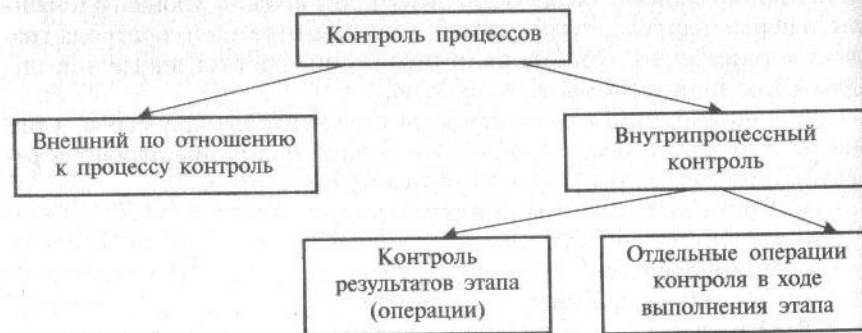 Контроль процессов
Внешний по отношению
к процессу контроль
Внутрипроцессный
контроль
Контроль
результатов этапа
(операции)
Отдельные операции
контроля в ходе
выполнения этапа